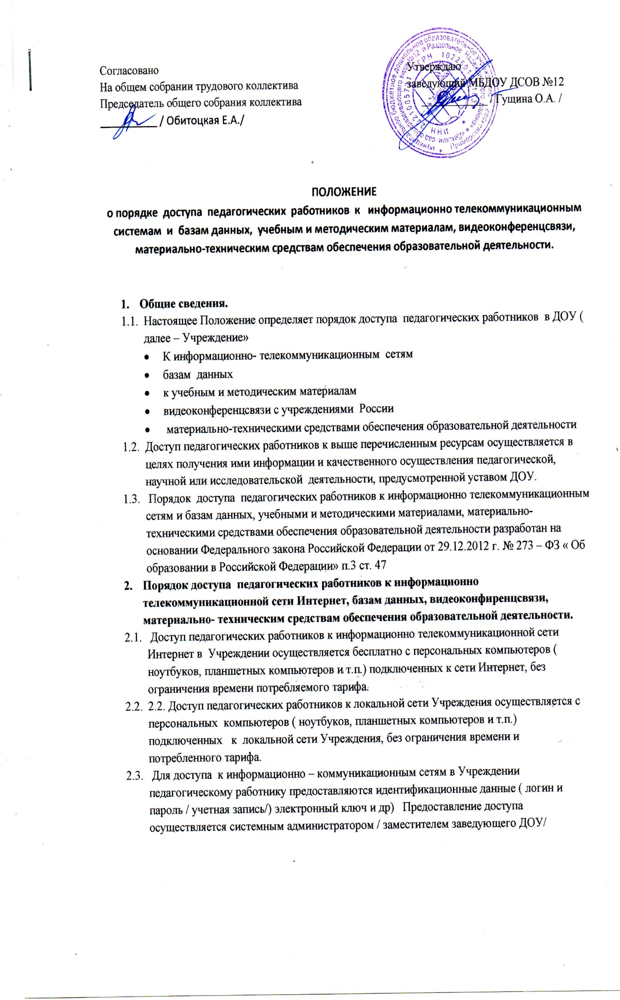 Согласовано
На общем собрании трудового коллектива
Председатель общего собрания коллектива
____________ / Обитоцкая Е.А./
Утверждаю
заведующий МБДОУ ДСОВ №12
____________ / Гущина О.А. /
ПОЛОЖЕНИЕ
о порядке доступа педагогических работников к информационно телекоммуникационным
системам и базам данных, учебным и методическим материалам, видеоконференцсвязи,
материально-техническим средствам обеспечения образовательной деятельности.
1. Общие сведения.
1.1. Настоящее Положение определяет порядок доступа педагогических работников в ДОУ (
далее – Учреждение»
• К информационно- телекоммуникационным сетям
• базам данных
• к учебным и методическим материалам
• видеоконференцсвязи с учреждениями России
• материально-техническими средствами обеспечения образовательной деятельности
1.2. Доступ педагогических работников к выше перечисленным ресурсам осуществляется в
целях получения ими информации и качественного осуществления педагогической,
научной или исследовательской деятельности, предусмотренной уставом ДОУ.
1.3. Порядок доступа педагогических работников к информационно телекоммуникационным
сетям и базам данных, учебными и методическими материалами, материально-
техническими средствами обеспечения образовательной деятельности разработан на
основании Федерального закона Российской Федерации от 29.12.2012 г. № 273 – ФЗ « Об
образовании в Российской Федерации» п.3 ст. 47
2. Порядок доступа педагогических работников к информационно
телекоммуникационной сети Интернет, базам данных, видеоконфиренцсвязи,
материально- техническим средствам обеспечения образовательной деятельности.
2.1. Доступ педагогических работников к информационно телекоммуникационной сети
Интернет в Учреждении осуществляется бесплатно с персональных компьютеров (
ноутбуков, планшетных компьютеров и т.п.) подключенных к сети Интернет, без
ограничения времени потребляемого тарифа.
2.2. 2.2. Доступ педагогических работников к локальной сети Учреждения осуществляется с
персональных компьютеров ( ноутбуков, планшетных компьютеров и т.п.)
подключенных к локальной сети Учреждения, без ограничения времени и
потребленного тарифа.
2.3. Для доступа к информационно – коммуникационным сетям в Учреждении
педагогическому работнику предоставляются идентификационные данные ( логин и
пароль / учетная запись/) электронный ключ и др) Предоставление доступа
осуществляется системным администратором / заместителем заведующего ДОУ/